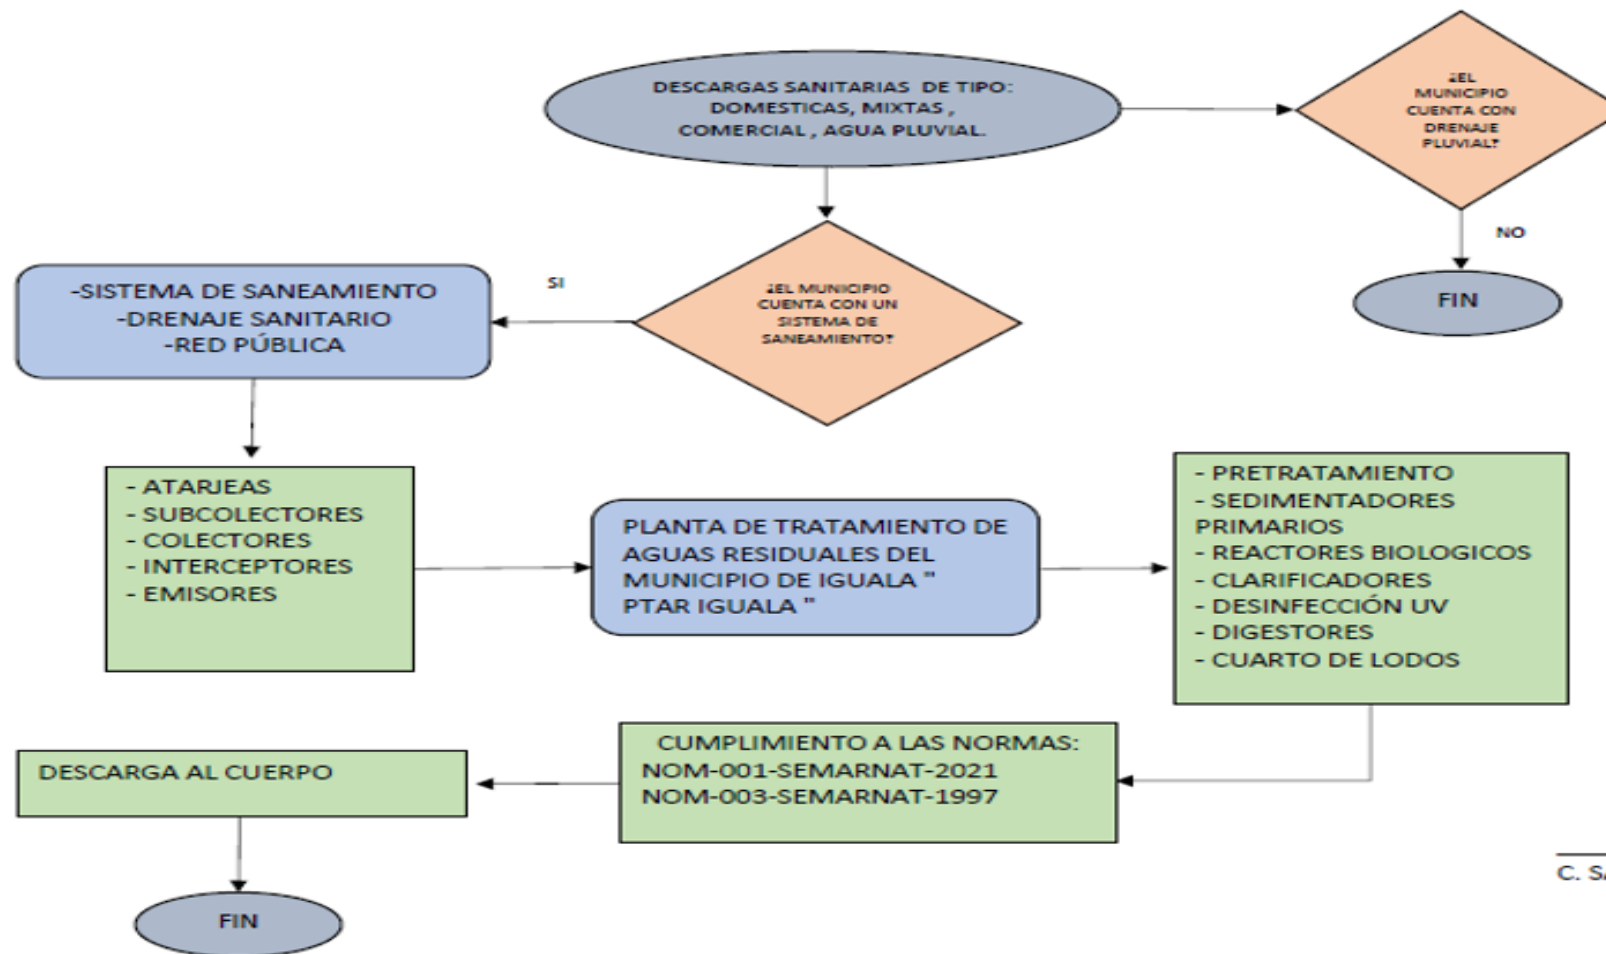 DESCARGAS SANITARIAS DE TIPO:
DOMESTICAS, MIXTAS ,
COMERCIAL , AGUA PLUVIAL.
¿EL
MUNICIPIO
CUENTA CON
DRENAJE
PLUVIAL?
NO
FIN
¿EL MUNICIPIO
CUENTA CON UN
SISTEMA DE
SANEAMIENTO?
SI
-SISTEMA DE SANEAMIENTO
-DRENAJE SANITARIO
-RED PÚBLICA
- ATARJEAS
- SUBCOLECTORES
- COLECTORES
- INTERCEPTORES
- EMISORES
PLANTA DE TRATAMIENTO DE
AGUAS RESIDUALES DEL
MUNICIPIO DE IGUALA "
PTAR IGUALA "
- PRETRATAMIENTO
- SEDIMENTADORES
PRIMARIOS
- REACTORES BIOLOGICOS
- CLARIFICADORES
- DESINFECCIÓN UV
- DIGESTORES
- CUARTO DE LODOS
CUMPLIMIENTO A LAS NORMAS:
NOM-001-SEMARNAT-2021
NOM-003-SEMARNAT-1997
DESCARGA AL CUERPO
FIN
C.